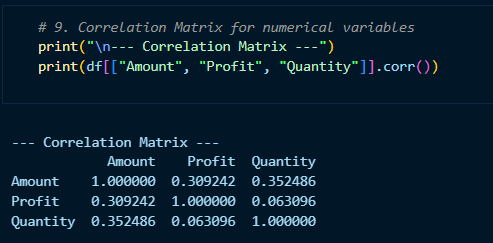 # 9. Correlation Matrix for numerical variables
print("\n--- Correlation Matrix ---")
print(df[["Amount", "Profit", "Quantity"]].corr())
--- Correlation Matrix ---
            Amount    Profit  Quantity
Amount    1.000000  0.309242  0.352486
Profit    0.309242  1.000000  0.063096
Quantity  0.352486  0.063096  1.000000